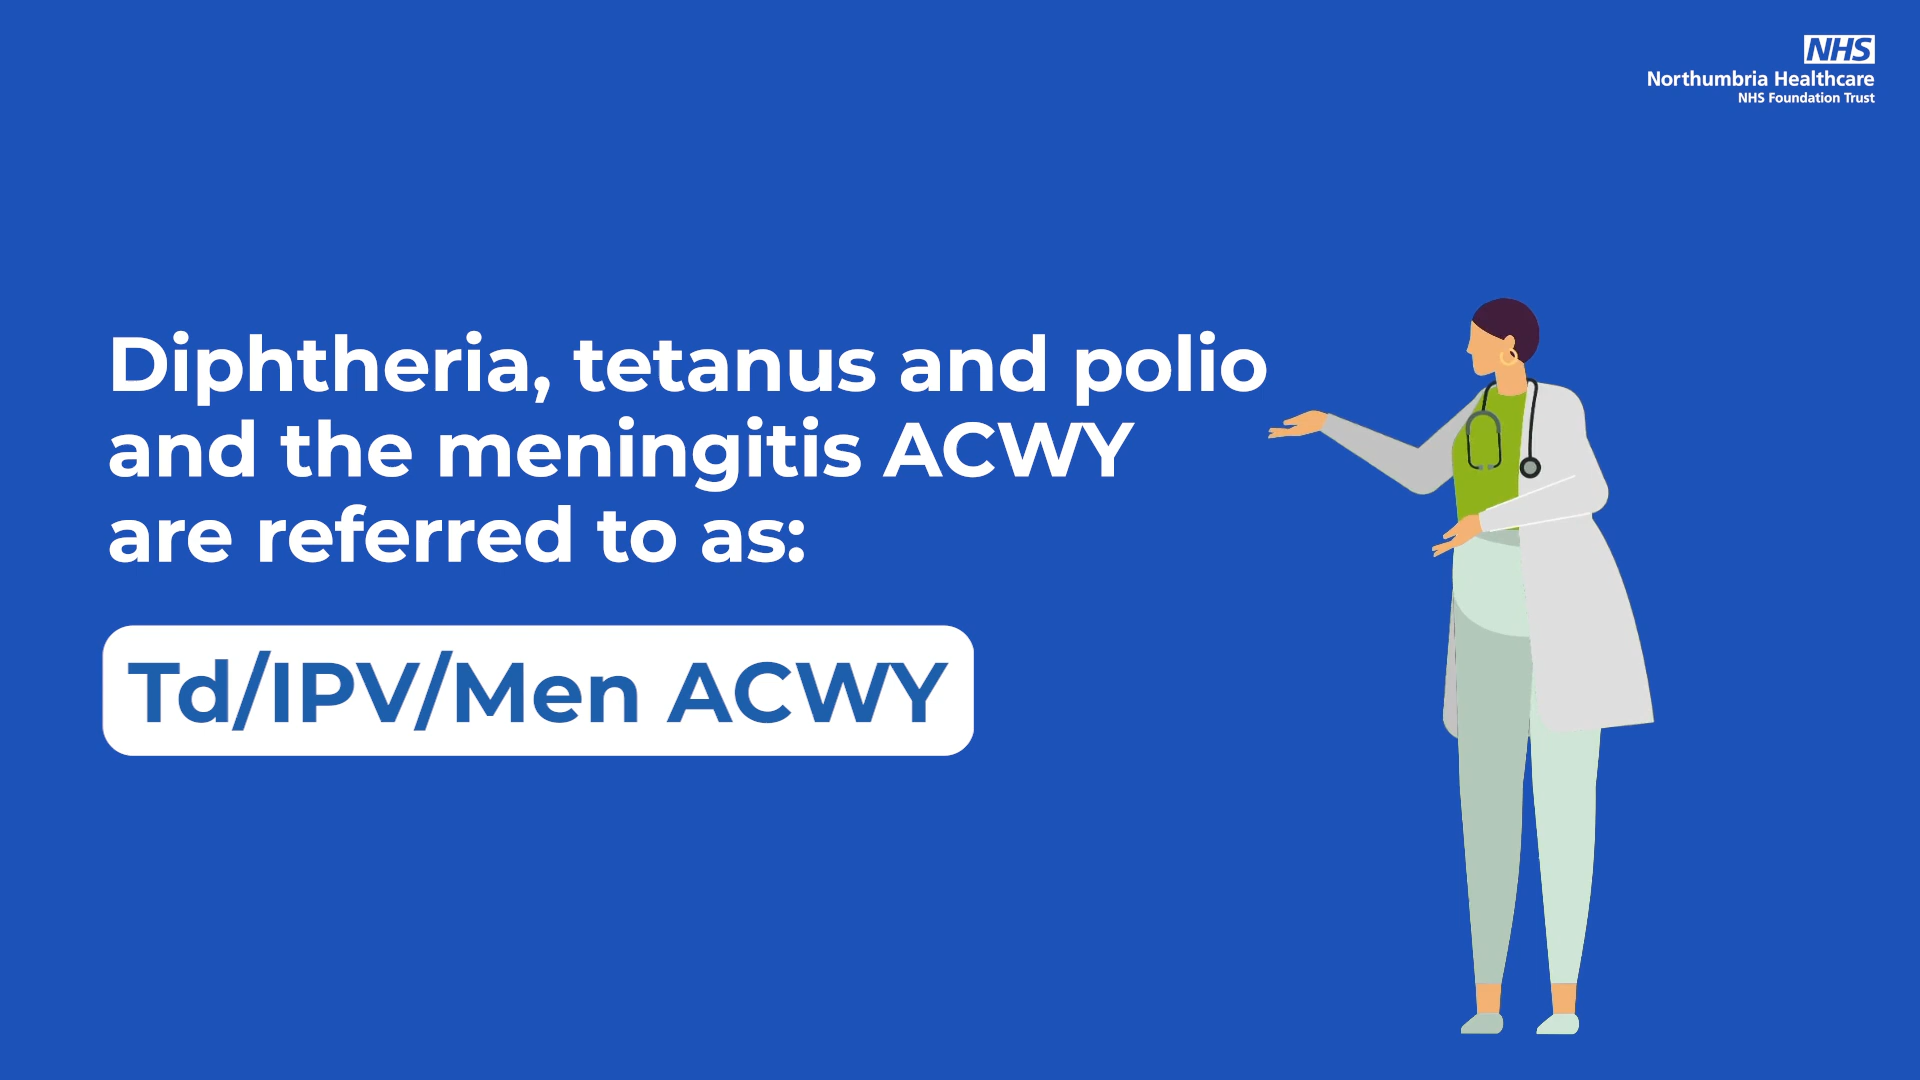 NHS
Northumbria Healthcare
NHS Foundation Trust
Diphtheria, tetanus and polio
and the meningitis ACWY
are referred to as:
Td/IPV/Men ACWY